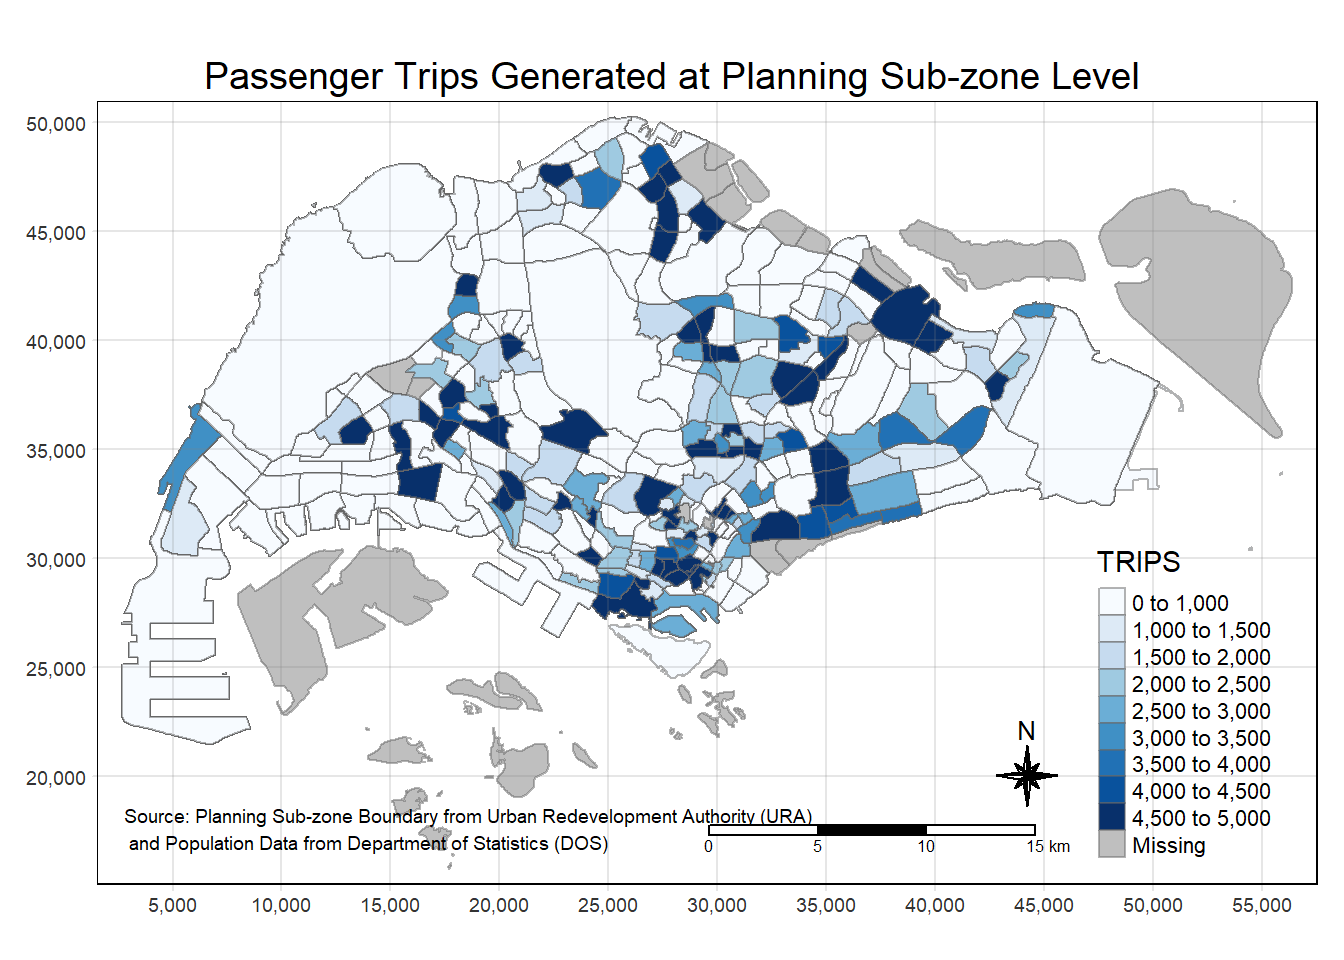 Passenger Trips Generated at Planning Sub-zone Level
50,000
45,000
40,000
35,000
30,000
25,000
20,000
TRIPS
0 to 1,000
1,000 to 1,500
1,500 to 2,000
2,000 to 2,500
2,500 to 3,000
3,000 to 3,500
3,500 to 4,000
4,000 to 4,500
4,500 to 5,000
Missing
N
Source: Planning Sub-zone Boundary from Urban Redevelopment Authority (URA)
and Population Data from Department of Statistics (DOS)
0 5 10 15 km
5,000 10,000 15,000 20,000 25,000 30,000 35,000 40,000 45,000 50,000 55,000